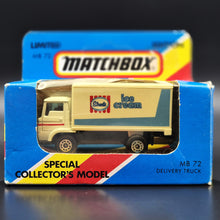 LIMITED EDITION
MATCHBOX
MB 72
ice
cream
SPECIAL
COLLECTOR'S MODEL
MB 72
DELIVERY TRUCK